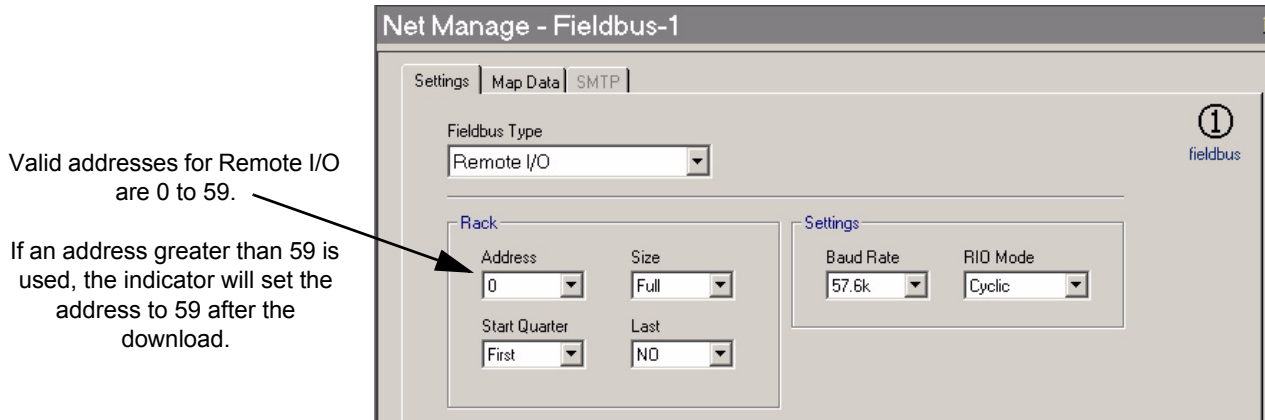 Net Manage - Fieldbus-1
Settings
Map Data
SMTP
①
fieldbus
Fieldbus Type
Remote I/O
Valid addresses for Remote I/O
are 0 to 59.
If an address greater than 59 is
used, the indicator will set the
address to 59 after the
download.
Rack
Address
Size
0
Full
Start Quarter
Last
First
NO
Settings
Baud Rate
RIO Mode
57.6k
Cyclic